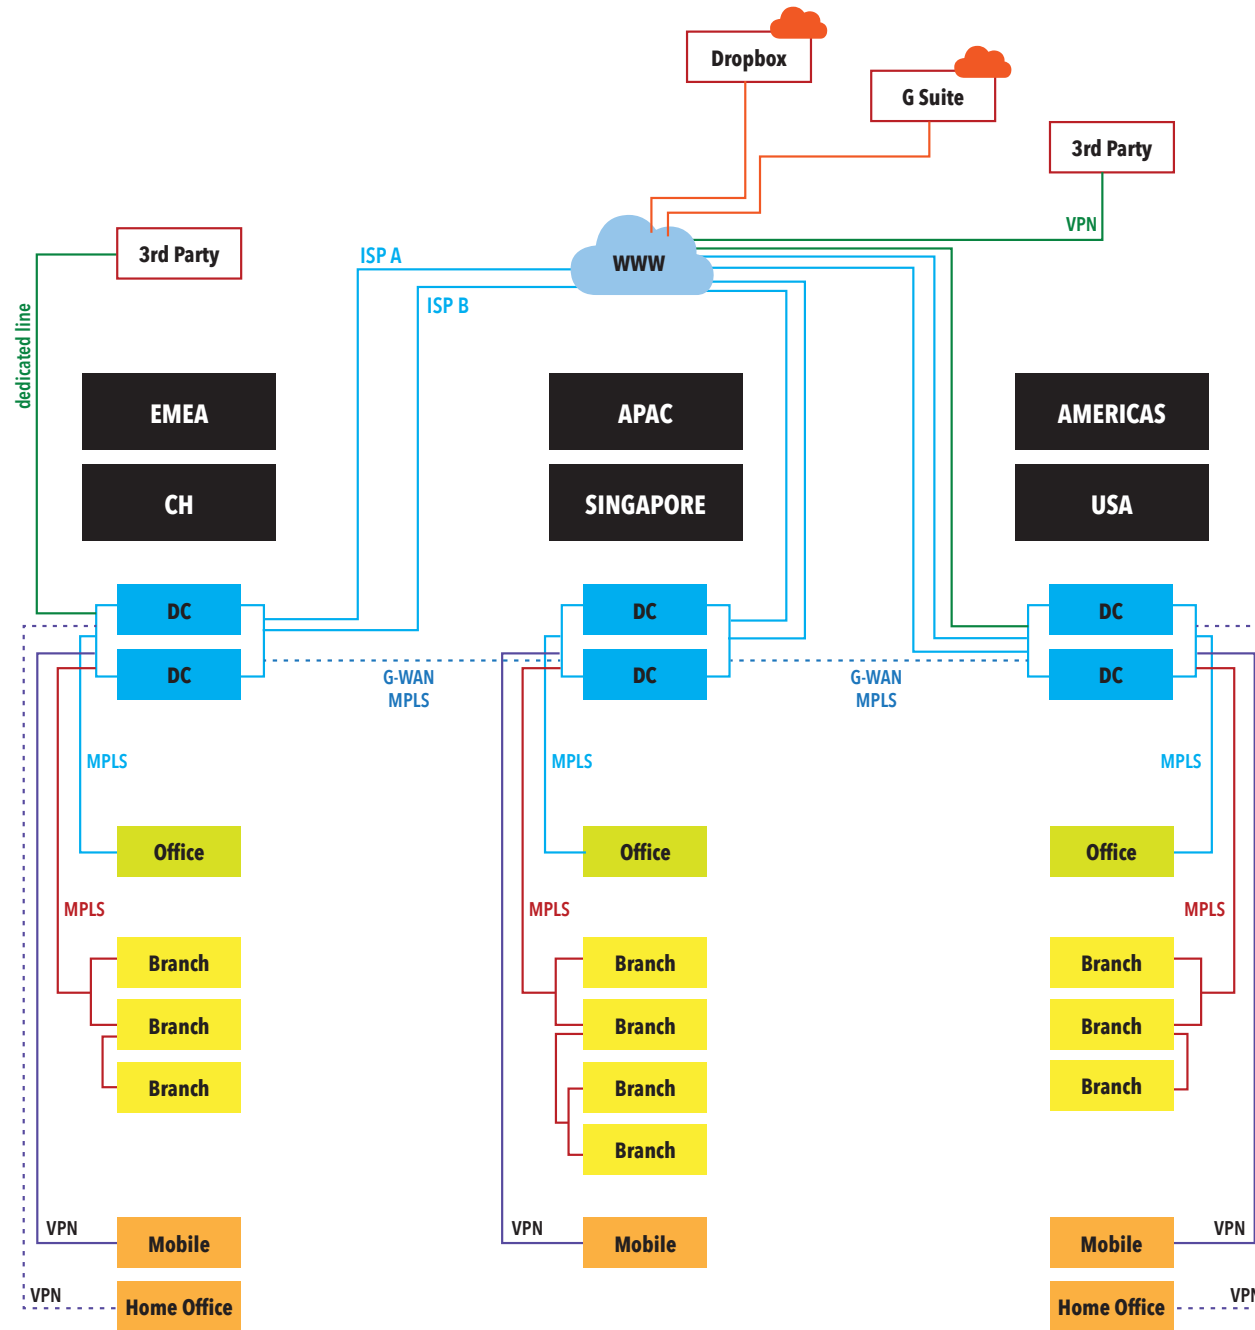 Dropbox
G Suite
3rd Party
VPN
3rd Party
ISP A
WWW
ISP B
dedicated line
EMEA
APAC
AMERICAS
CH
SINGAPORE
USA
DC
DC
DC
DC
DC
DC
G-WAN
MPLS
G-WAN
MPLS
MPLS
MPLS
MPLS
Office
Office
Office
MPLS
MPLS
MPLS
Branch
Branch
Branch
Branch
Branch
Branch
Branch
Branch
Branch
Branch
VPN
Mobile
VPN
Mobile
Mobile
VPN
VPN
Home Office
Home Office
VPN